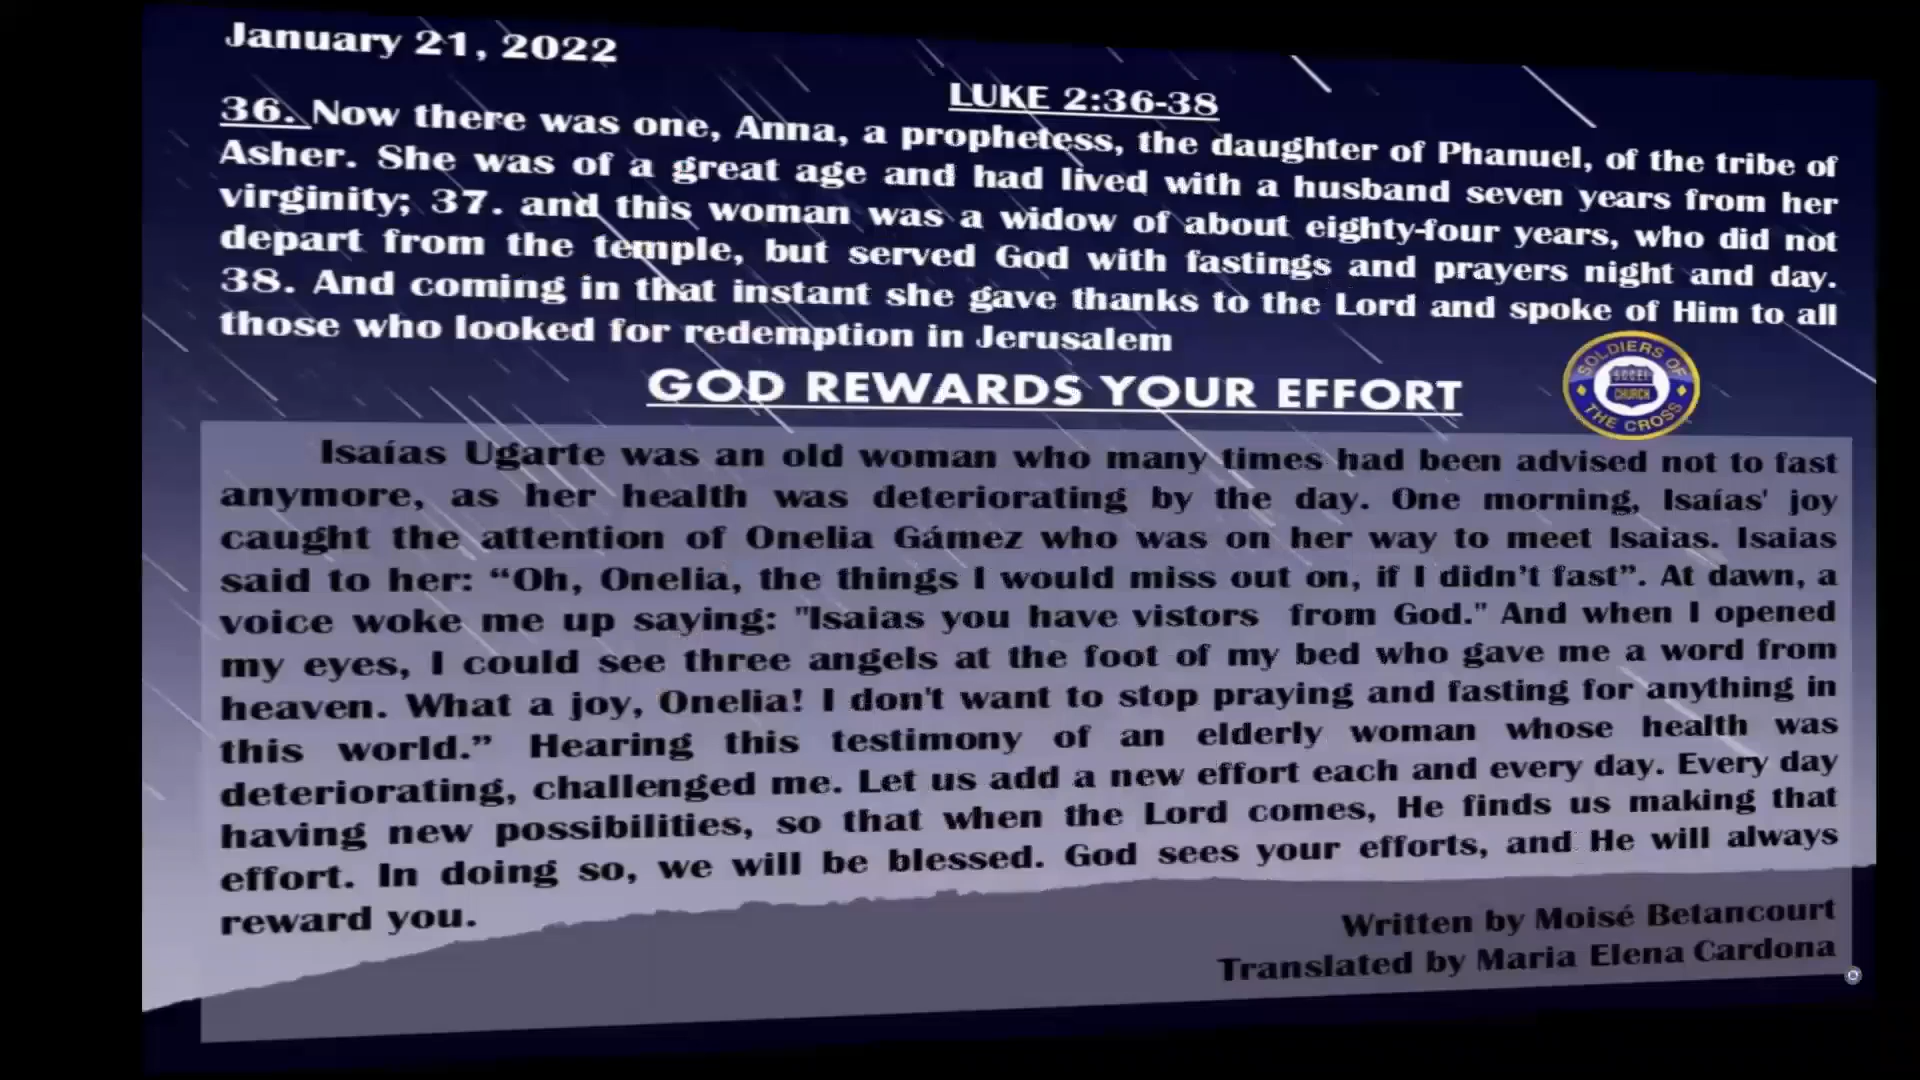 January 21, 2022
LUKE 2:36-38
36. Now there was one, Anna, a prophetess, the daughter of Phanuel, of the tribe of
Asher. She was of a great age and had lived with a husband seven years from her
virginity; 37. and this woman was a widow of about eighty-four years, who did not
depart from the temple, but served God with fastings and prayers night and day.
38. And coming in that instant she gave thanks to the Lord and spoke of Him to all
those who looked for redemption in Jerusalem
SOLDIERS OF
CHURCH
THE CROSS
GOD REWARDS YOUR EFFORT
Isaías Ugarte was an old woman who many times had been advised not to fast
anymore, as her health was deteriorating by the day. One morning, Isaías' joy
caught the attention of Onelia Gámez who was on her way to meet Isaias. Isaias
said to her: “Oh, Onelia, the things I would miss out on, if I didn’t fast”. At dawn, a
voice woke me up saying: "Isaias you have vistors from God." And when I opened
my eyes, I could see three angels at the foot of my bed who gave me a word from
heaven. What a joy, Onelia! I don't want to stop praying and fasting for anything in
this world.” Hearing this testimony of an elderly woman whose health was
deteriorating, challenged me. Let us add a new effort each and every day. Every day
having new possibilities, so that when the Lord comes, He finds us making that
effort. In doing so, we will be blessed. God sees your efforts, and He will always
reward you.
Written by Moisé Betancourt
Translated by Maria Elena Cardona